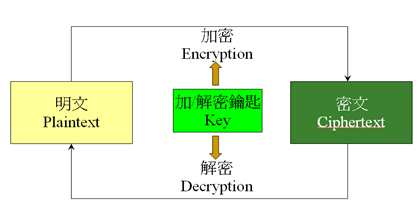 加密
Encryption
明文
Plaintext
加/解密鑰匙
Key
密文
Ciphertext
解密
Decryption